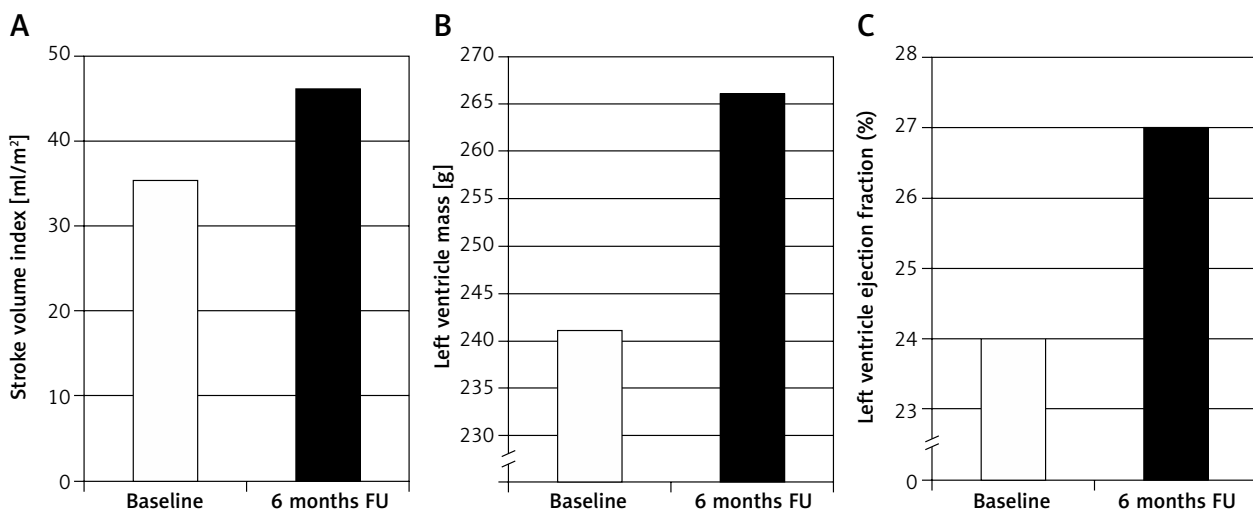 A
Stroke volume index [ml/m²]
50
40
30
20
10
0
Baseline
6 months FU
B
Left ventricle mass [g]
270
265
260
255
250
245
240
235
230
Baseline
6 months FU
C
Left ventricle ejection fraction (%)
28
27
26
25
24
23
0
Baseline
6 months FU